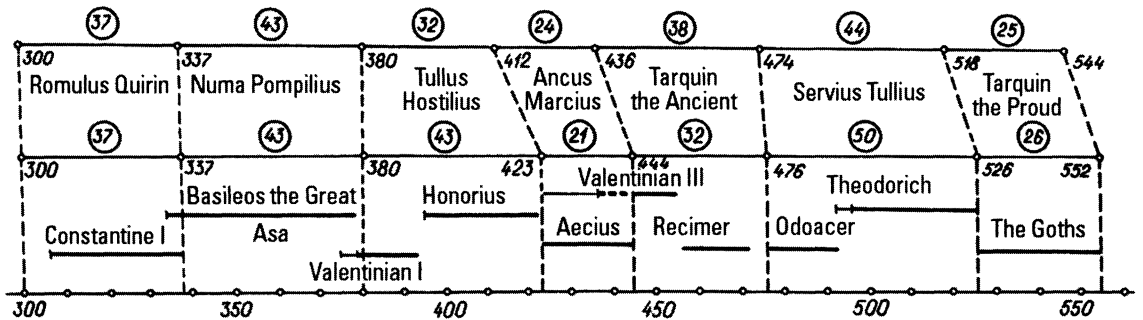 37 43 32 24 38 44 25
300 337 380 412 436 474 518 544
Romulus Quirin Numa Pompilius Tullus Hostilius Ancus Marcius Tarquin the Ancient Servius Tullius Tarquin the Proud
37 43 43 21 32 50 26
300 337 380 423 444 476 526 552
Basileos the Great Honorius Valentinian III Theodorich
Constantine I Asa Aecius Recimer Odoacer The Goths
Valentinian I
300 350 400 450 500 550